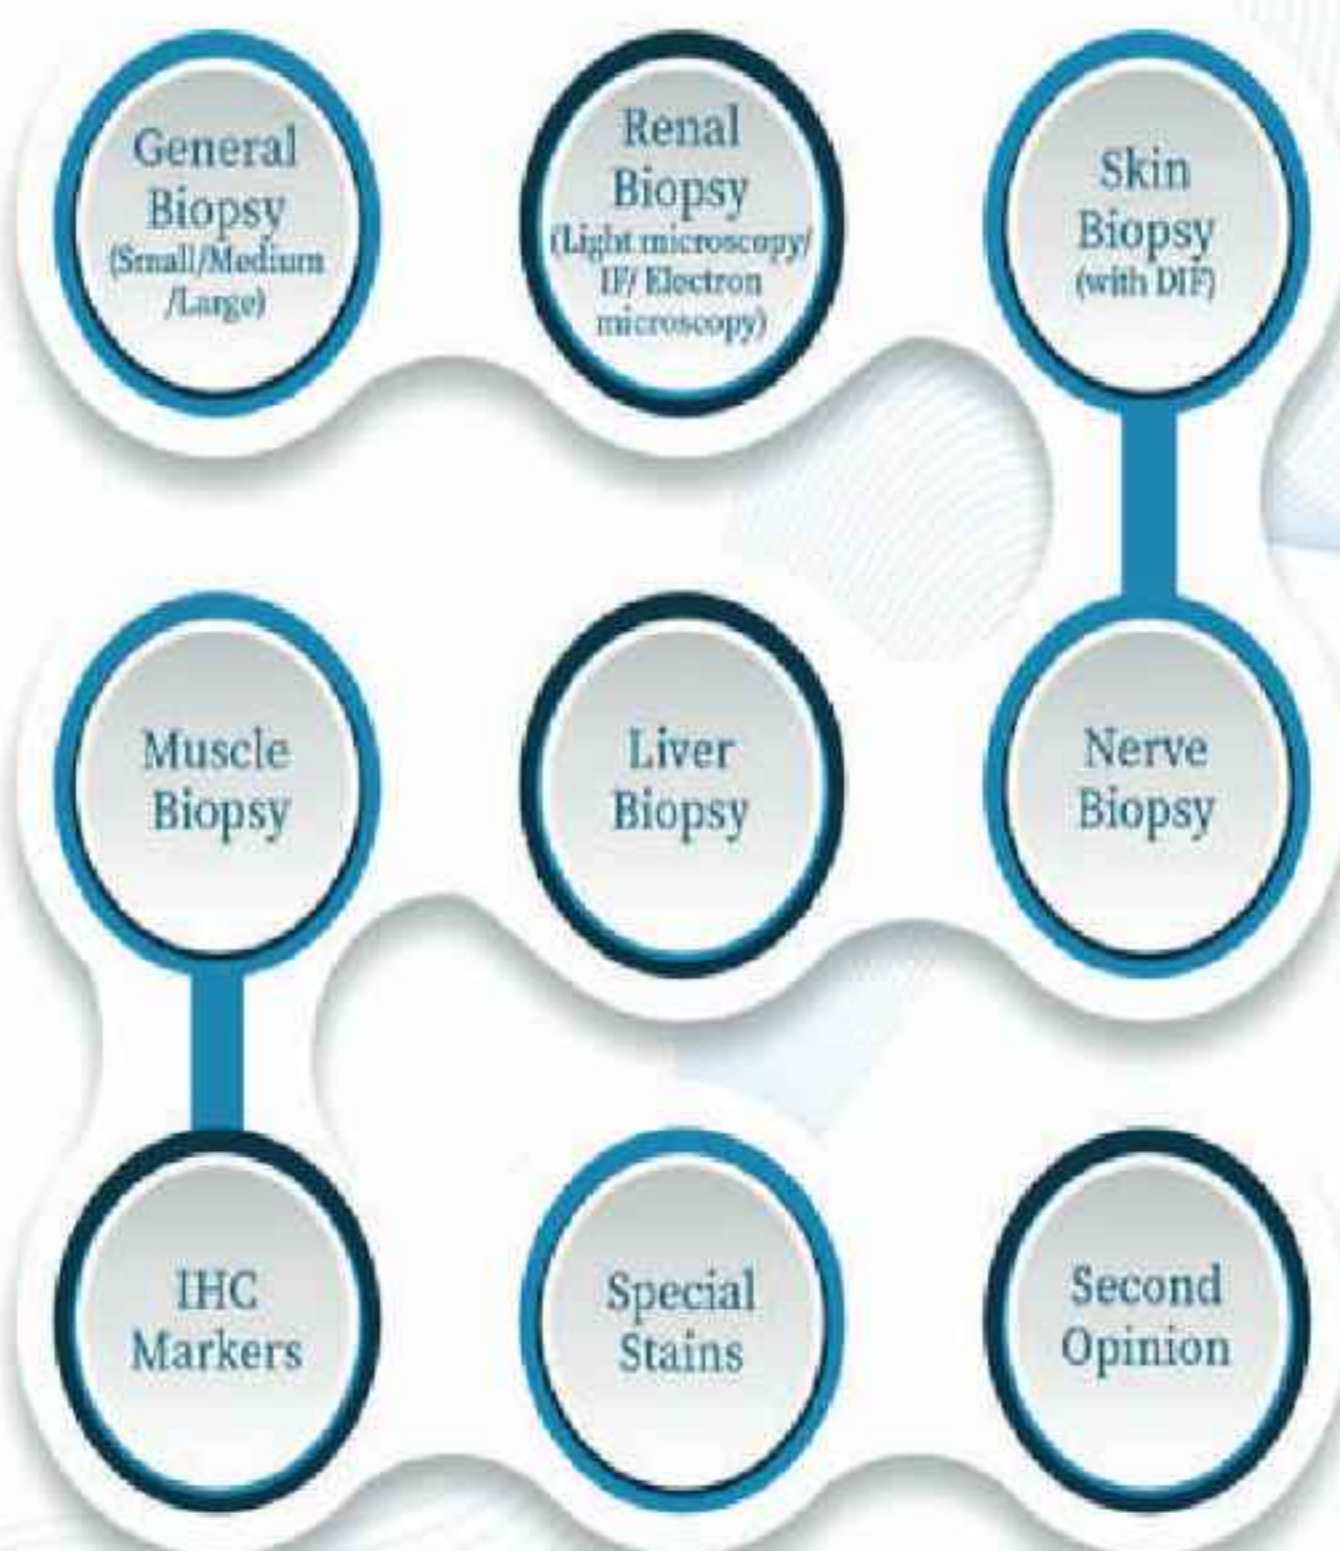 General
Biopsy
(Small/Medium
/Large)
Renal
Biopsy
(Light microscopy/
IF/ Electron
microscopy)
Skin
Biopsy
(with DIF)
Muscle
Biopsy
Liver
Biopsy
Nerve
Biopsy
IHC
Markers
Special
Stains
Second
Opinion